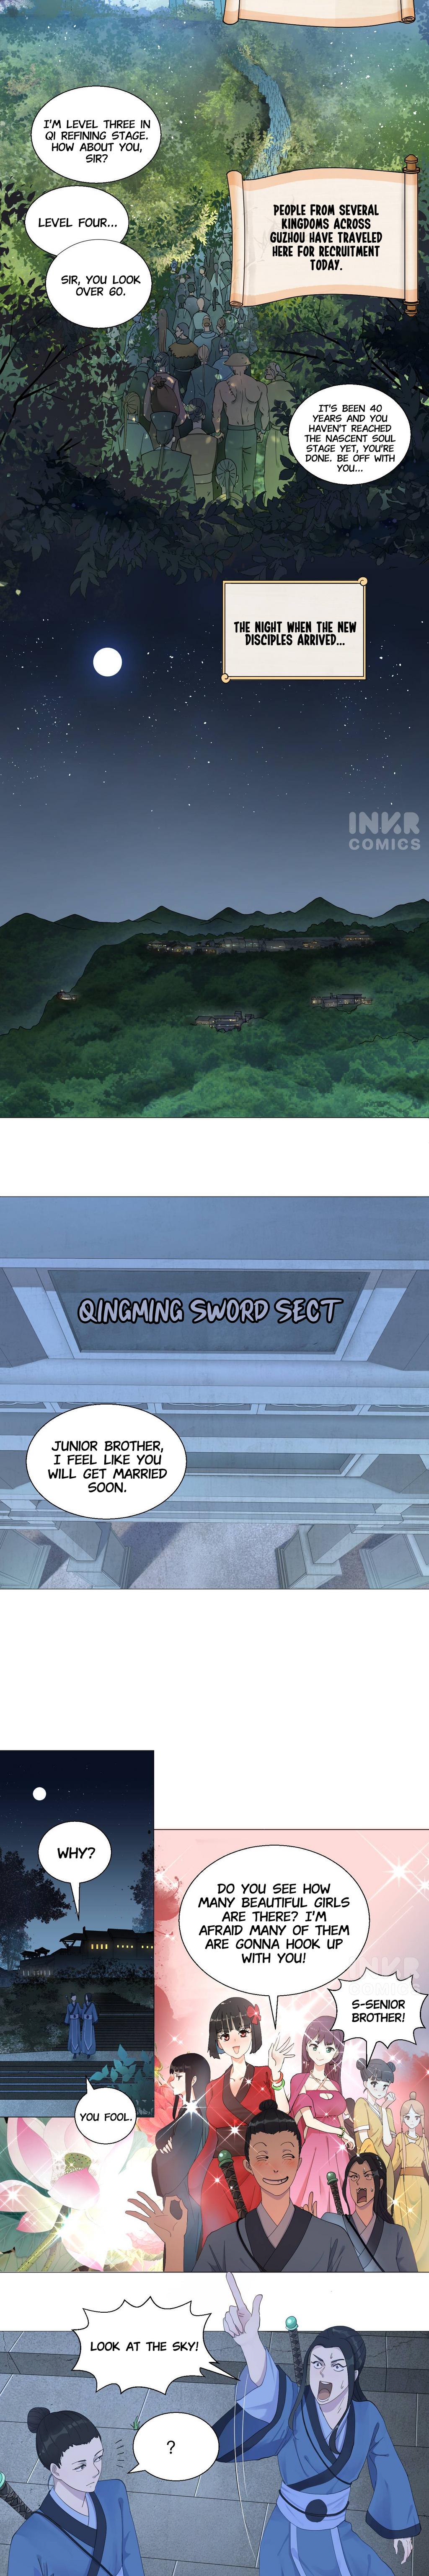 I'M LEVEL THREE IN
QI REFINING STAGE.
HOW ABOUT YOU,
SIR?
LEVEL FOUR...
SIR, YOU LOOK
OVER 60.
PEOPLE FROM SEVERAL
KINGDOMS ACROSS
GUZHOU HAVE TRAVELED
HERE FOR RECRUITMENT
TODAY.
IT'S BEEN 40
YEARS AND YOU
HAVEN'T REACHED
THE NASCENT SOUL
STAGE YET, YOU'RE
DONE. BE OFF WITH
YOU...
THE NIGHT WHEN THE NEW
DISCIPLES ARRIVED...
INKR
COMICS
QINGMING SWORD SECT
JUNIOR BROTHER,
I FEEL LIKE YOU
WILL GET MARRIED
SOON.
WHY?
DO YOU SEE HOW
MANY BEAUTIFUL GIRLS
ARE THERE? I'M
AFRAID MANY OF THEM
ARE GONNA HOOK UP
WITH YOU!
INKR
S-SENIOR
BROTHER!
YOU FOOL.
LOOK AT THE SKY!
?